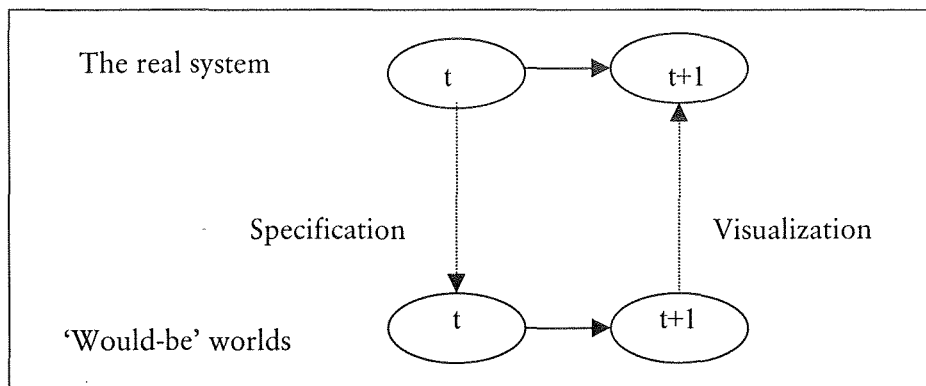 The real system
t
t+1
Specification
Visualization
t
t+1
‘Would-be’ worlds